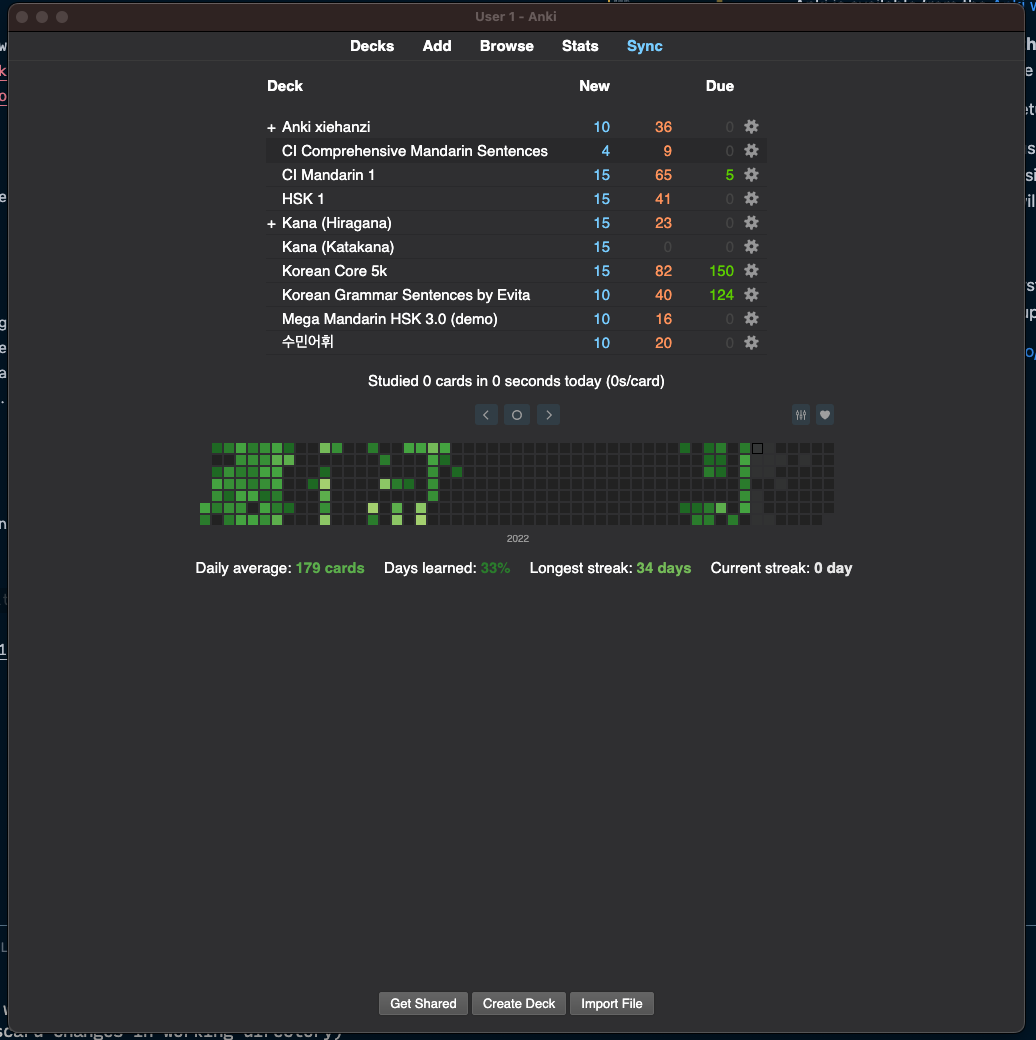 User 1 - Anki
Decks Add Browse Stats Sync
Deck New Due
+ Anki xiehanzi 10 36 0
CI Comprehensive Mandarin Sentences 4 9 0
CI Mandarin 1 15 65 5
HSK 1 15 41 0
+ Kana (Hiragana) 15 23 0
Kana (Katakana) 15 0 0
Korean Core 5k 15 82 150
Korean Grammar Sentences by Evita 10 40 124
Mega Mandarin HSK 3.0 (demo) 10 16 0
수민어휘 10 20 0
Studied 0 cards in 0 seconds today (0s/card)
2022
Daily average: 179 cards Days learned: 33% Longest streak: 34 days Current streak: 0 day
Get Shared Create Deck Import File